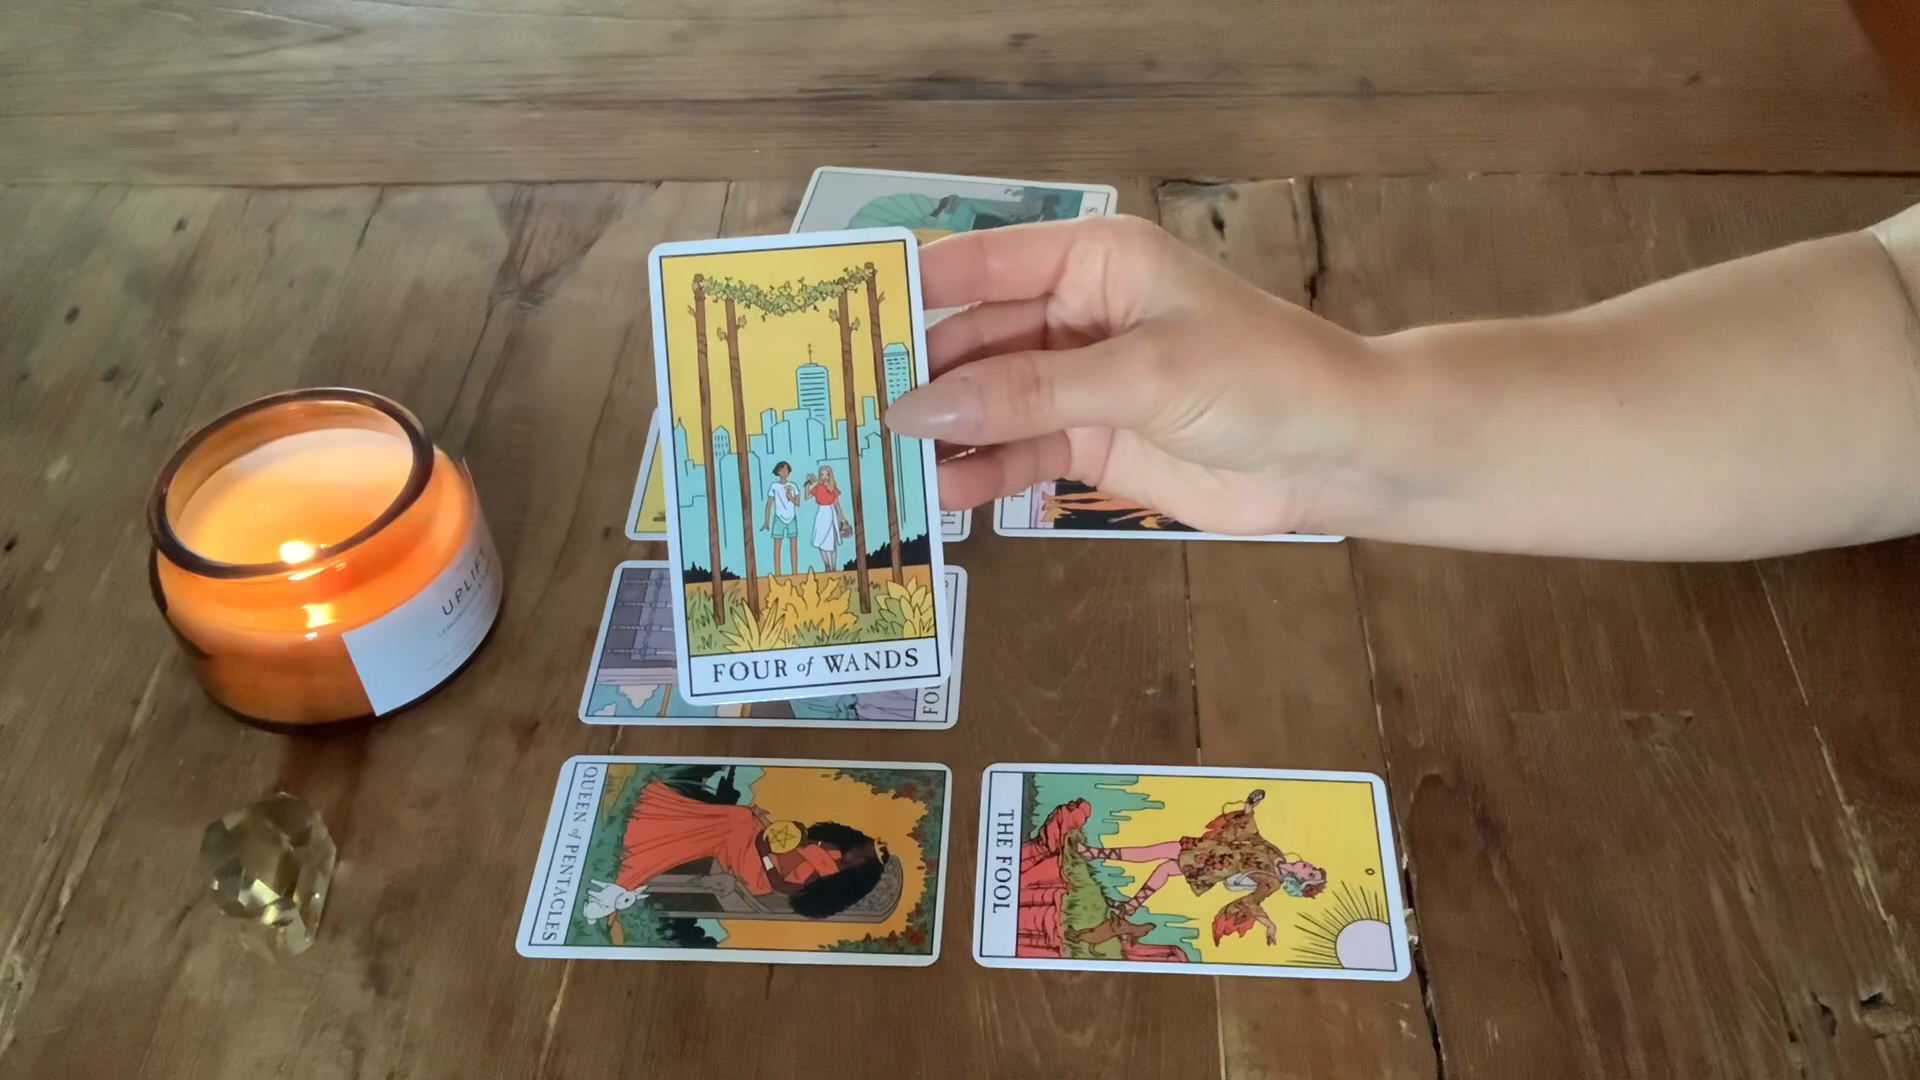 UPLIFT
FOUR of WANDS
QUEEN of PENTACLES
THE FOOL